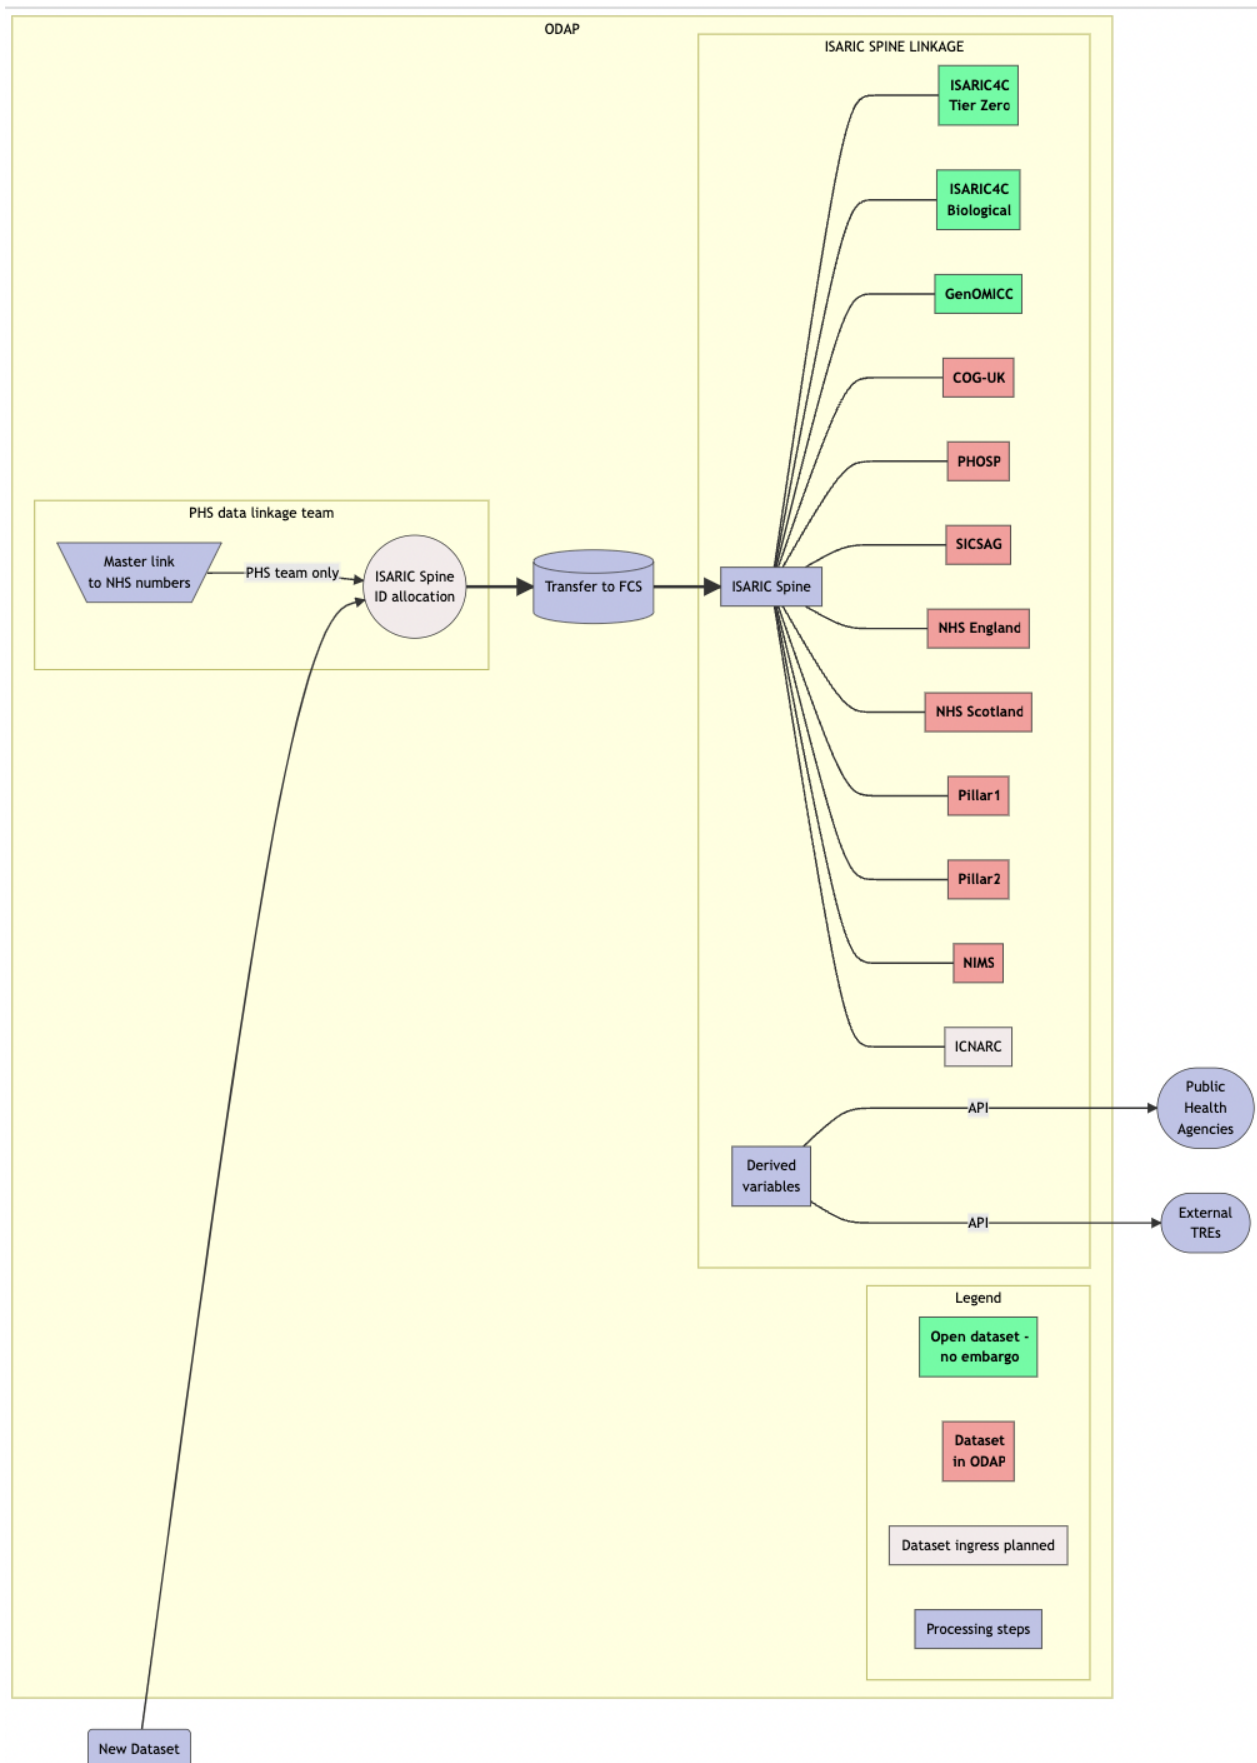 ODAP
ISARIC SPINE LINKAGE
ISARIC4C
Tier Zero
ISARIC4C
Biological
GenOMICC
COG-UK
PHOSP
SICSAG
NHS England
NHS Scotland
Pillar1
Pillar2
NIMS
ICNARC
PHS data linkage team
Master link
to NHS numbers
PHS team only
ISARIC Spine
ID allocation
Transfer to FCS
ISARIC Spine
Derived
variables
API
Public
Health
Agencies
API
External
TREs
Legend
Open dataset -
no embargo
Dataset
in ODAP
Dataset ingress planned
Processing steps
New Dataset